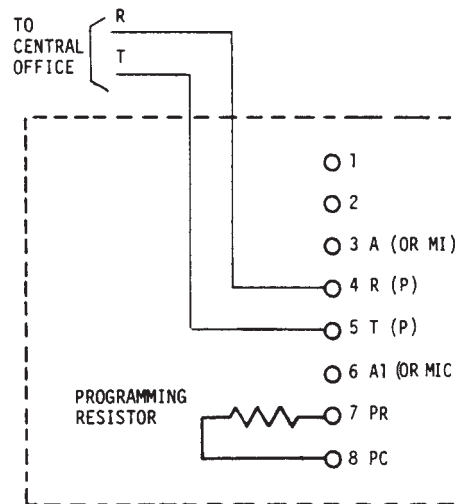 TO
CENTRAL
OFFICE
R
T
1
2
3 A (OR MI)
4 R (P)
5 T (P)
6 A1 (OR MIC
7 PR
8 PC
PROGRAMMING
RESISTOR